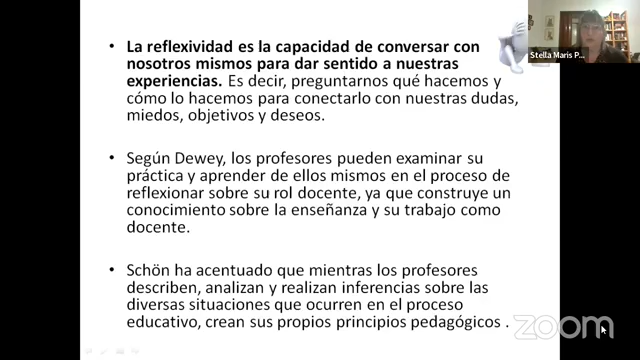 • La reflexividad es la capacidad de conversar con
nosotros mismos para dar sentido a nuestras
experiencias. Es decir, preguntarnos qué hacemos y
cómo lo hacemos para conectarlo con nuestras dudas,
miedos, objetivos y deseos.
• Según Dewey, los profesores pueden examinar su
práctica y aprender de ellos mismos en el proceso de
reflexionar sobre su rol docente, ya que construye un
conocimiento sobre la enseñanza y su trabajo como
docente.
• Schön ha acentuado que mientras los profesores
describen, analizan y realizan inferencias sobre las
diversas situaciones que ocurren en el proceso
educativo, crean sus propios principios pedagógicos .
Stella Maris P...
zoom